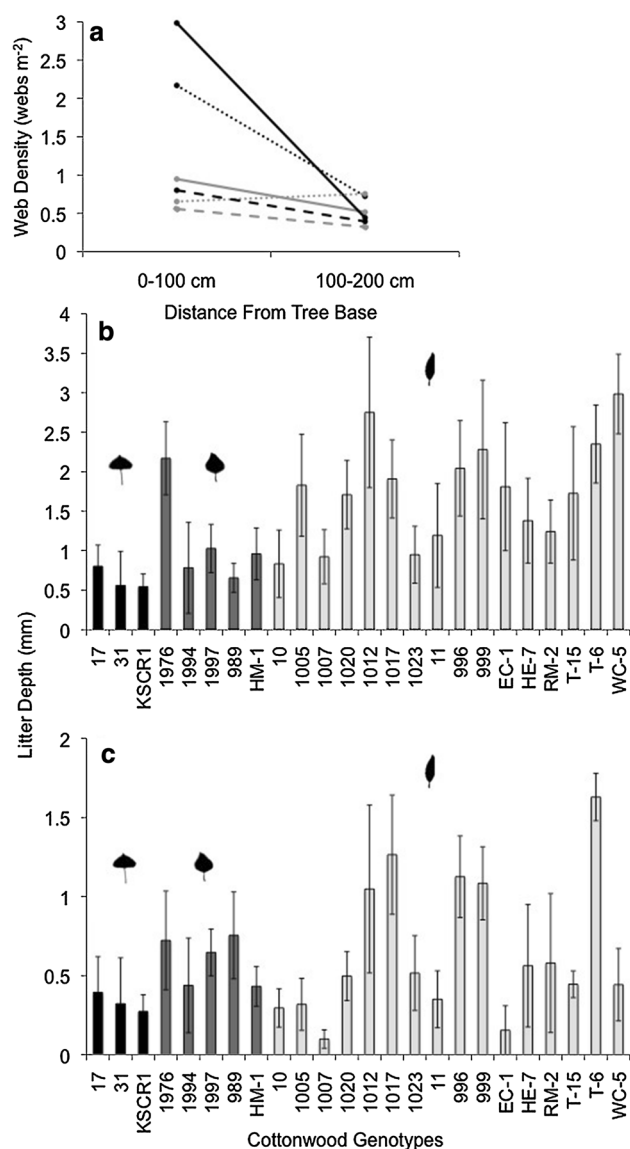 a
Web Density (webs m⁻²)
3
2.5
2
1.5
1
0.5
0
0-100 cm
100-200 cm
Distance From Tree Base
b
4
3.5
3
2.5
2
1.5
1
0.5
0
17
31
KSCR1
1976
1994
1997
989
HM-1
10
1005
1007
1020
1012
1017
1023
11
996
999
EC-1
HE-7
RM-2
T-15
T-6
WC-5
Litter Depth (mm)
c
2
1.5
1
0.5
0
17
31
KSCR1
1976
1994
1997
989
HM-1
10
1005
1007
1020
1012
1017
1023
11
996
999
EC-1
HE-7
RM-2
T-15
T-6
WC-5
Cottonwood Genotypes